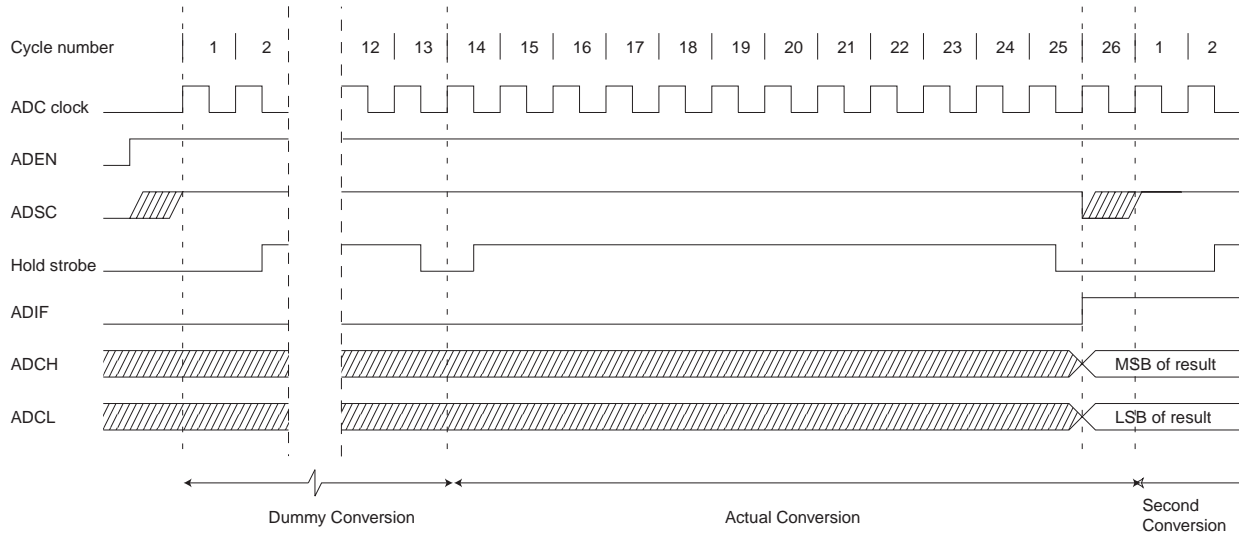 Cycle number 1 2 12 13 14 15 16 17 18 19 20 21 22 23 24 25 26 1 2
ADC clock
ADEN
ADSC
Hold strobe
ADIF
ADCH MSB of result
ADCL LSB of result
Dummy Conversion Actual Conversion Second
Conversion